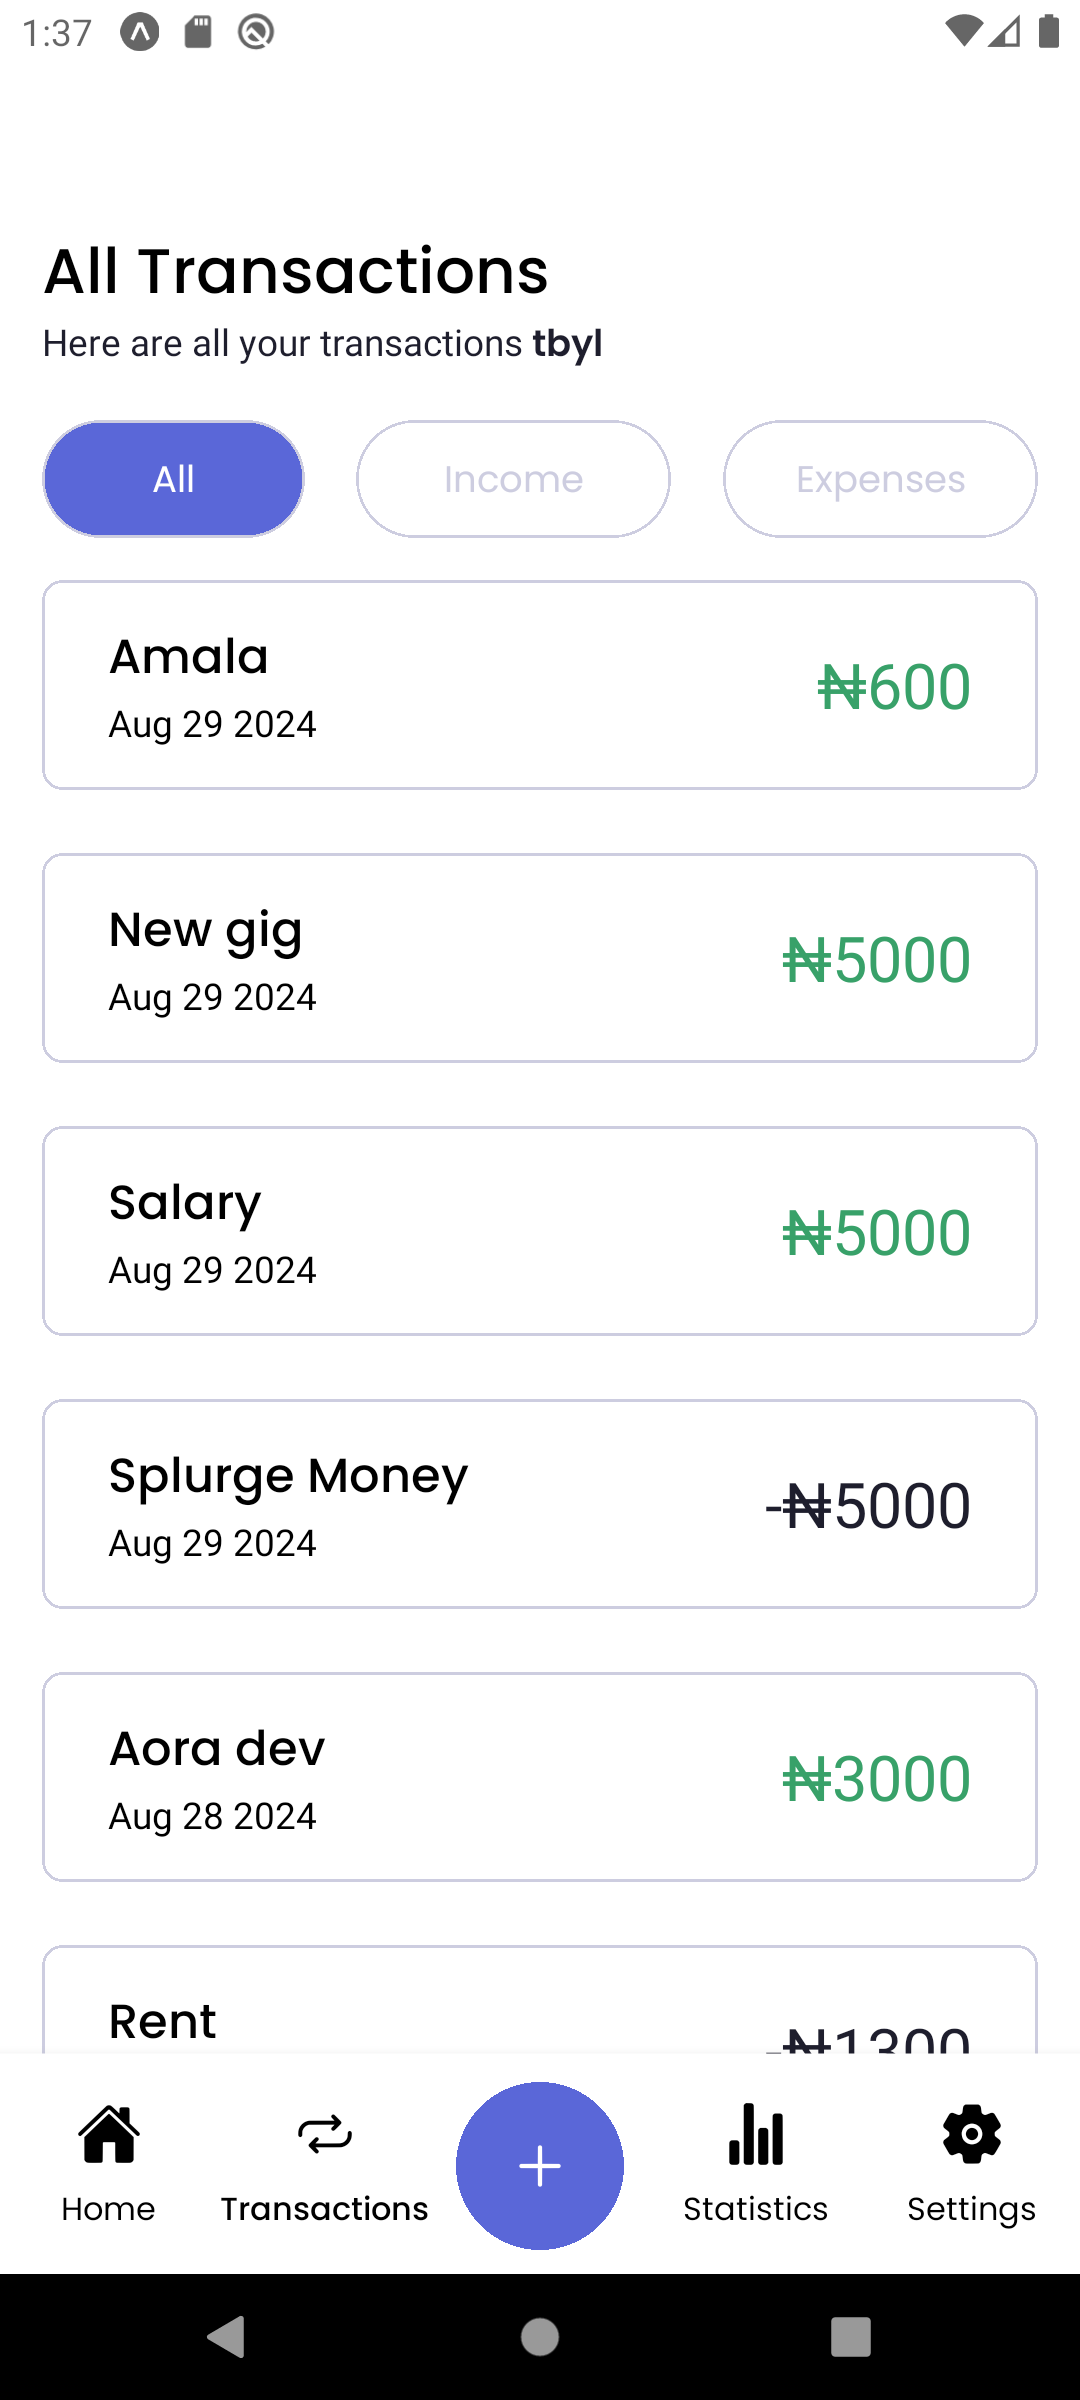 1:37
All Transactions
Here are all your transactions tbyl
All Income Expenses
Amala
Aug 29 2024
₦600
New gig
Aug 29 2024
₦5000
Salary
Aug 29 2024
₦5000
Splurge Money
Aug 29 2024
-₦5000
Aora dev
Aug 28 2024
₦3000
Rent
-₦1300
Home Transactions Statistics Settings